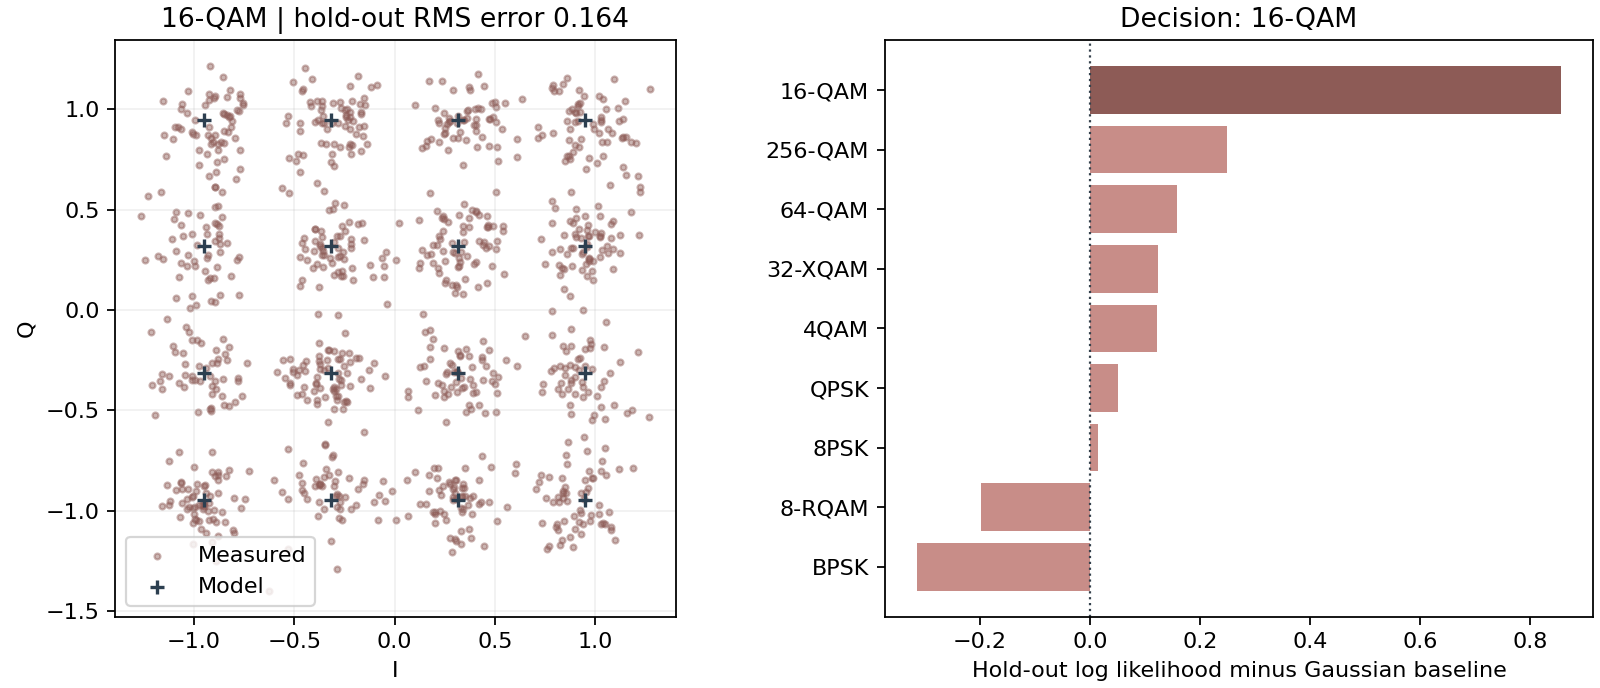 16-QAM | hold-out RMS error 0.164
1.0
0.5
0.0
−0.5
−1.0
−1.5
Q
Measured
Model
−1.0 −0.5 0.0 0.5 1.0
I
Decision: 16-QAM
16-QAM
256-QAM
64-QAM
32-XQAM
4QAM
QPSK
8PSK
8-RQAM
BPSK
−0.2 0.0 0.2 0.4 0.6 0.8
Hold-out log likelihood minus Gaussian baseline